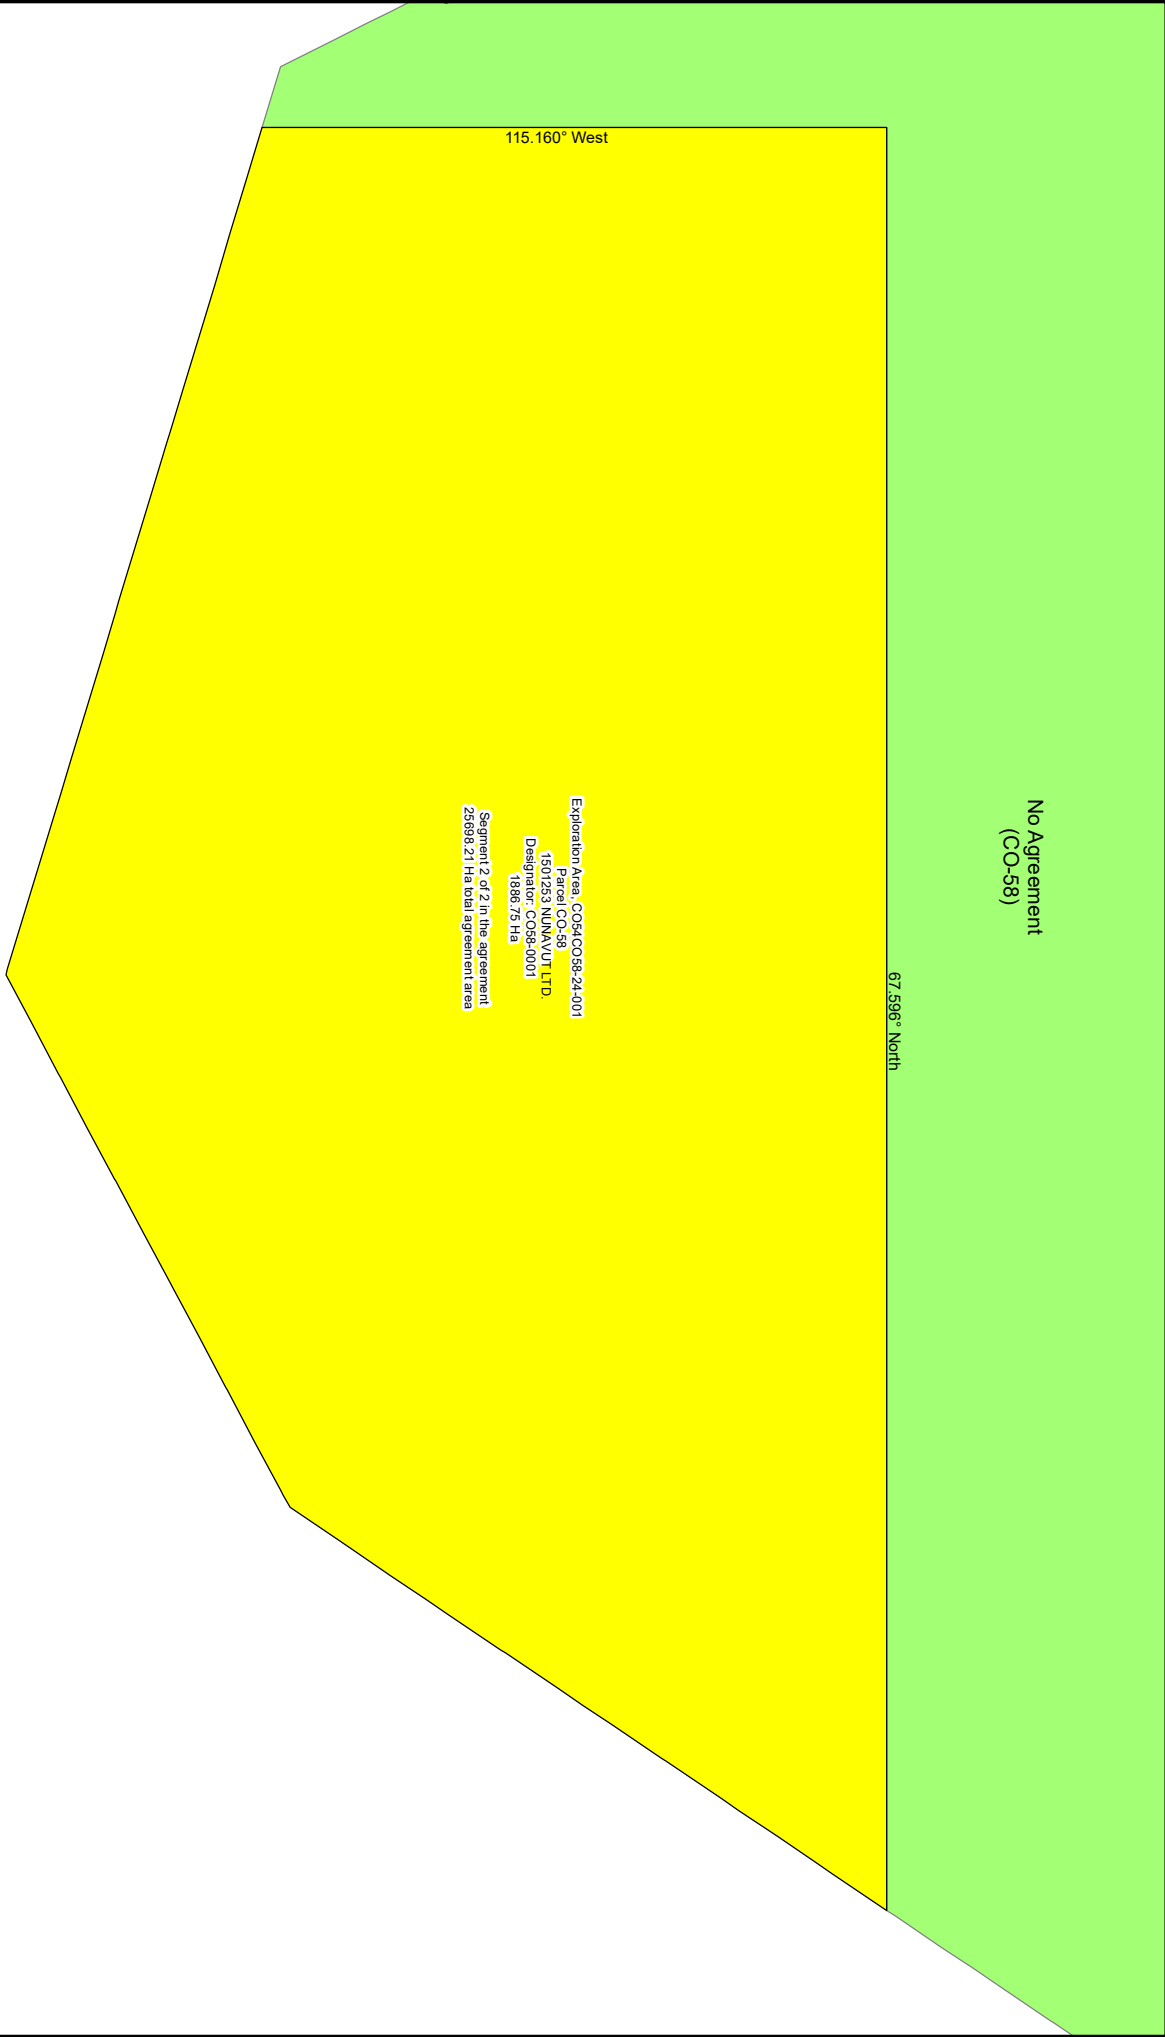 115.160° West
No Agreement
(CO-58)
67.596° North
Exploration Area, CO54CO58-24-001
Parcel CO-58
1501253 NUNAVUT LTD.
Designator: CO58-0001
1886.75 Ha
Segment 2 of 2 in the agreement
25698.21 Ha total agreement area